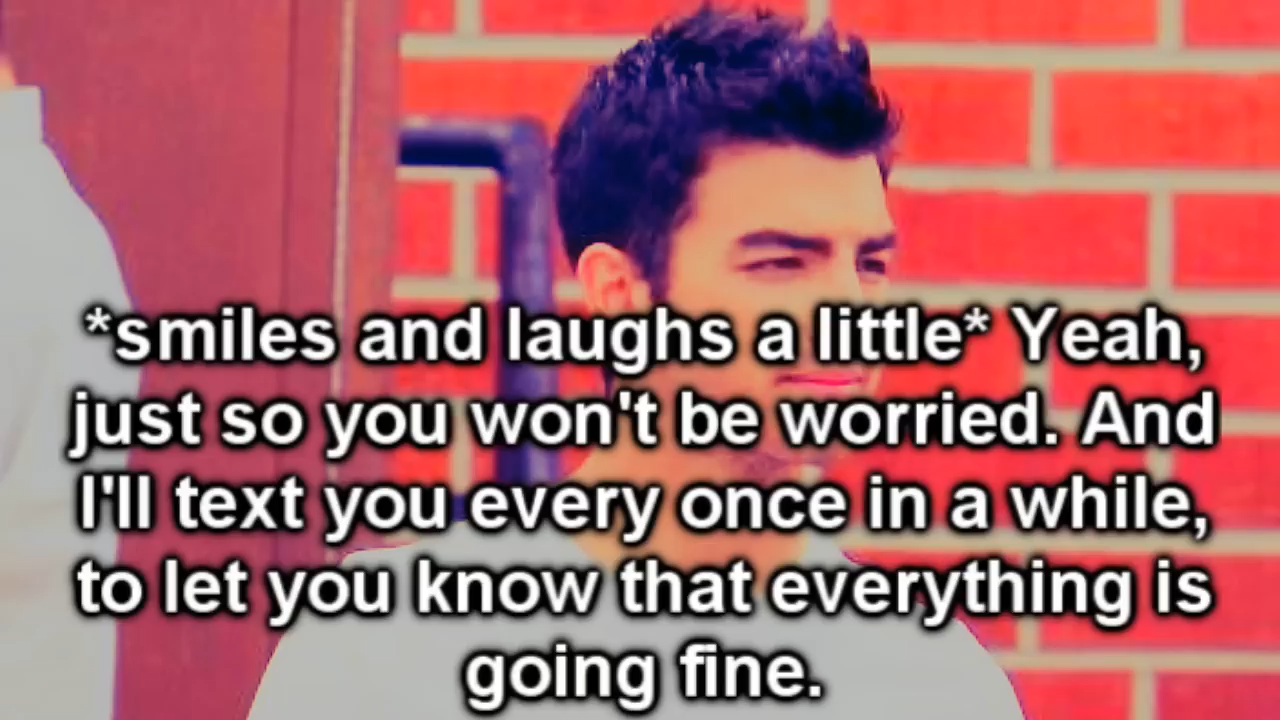 *smiles and laughs a little* Yeah,
just so you won't be worried. And
I'll text you every once in a while,
to let you know that everything is
going fine.